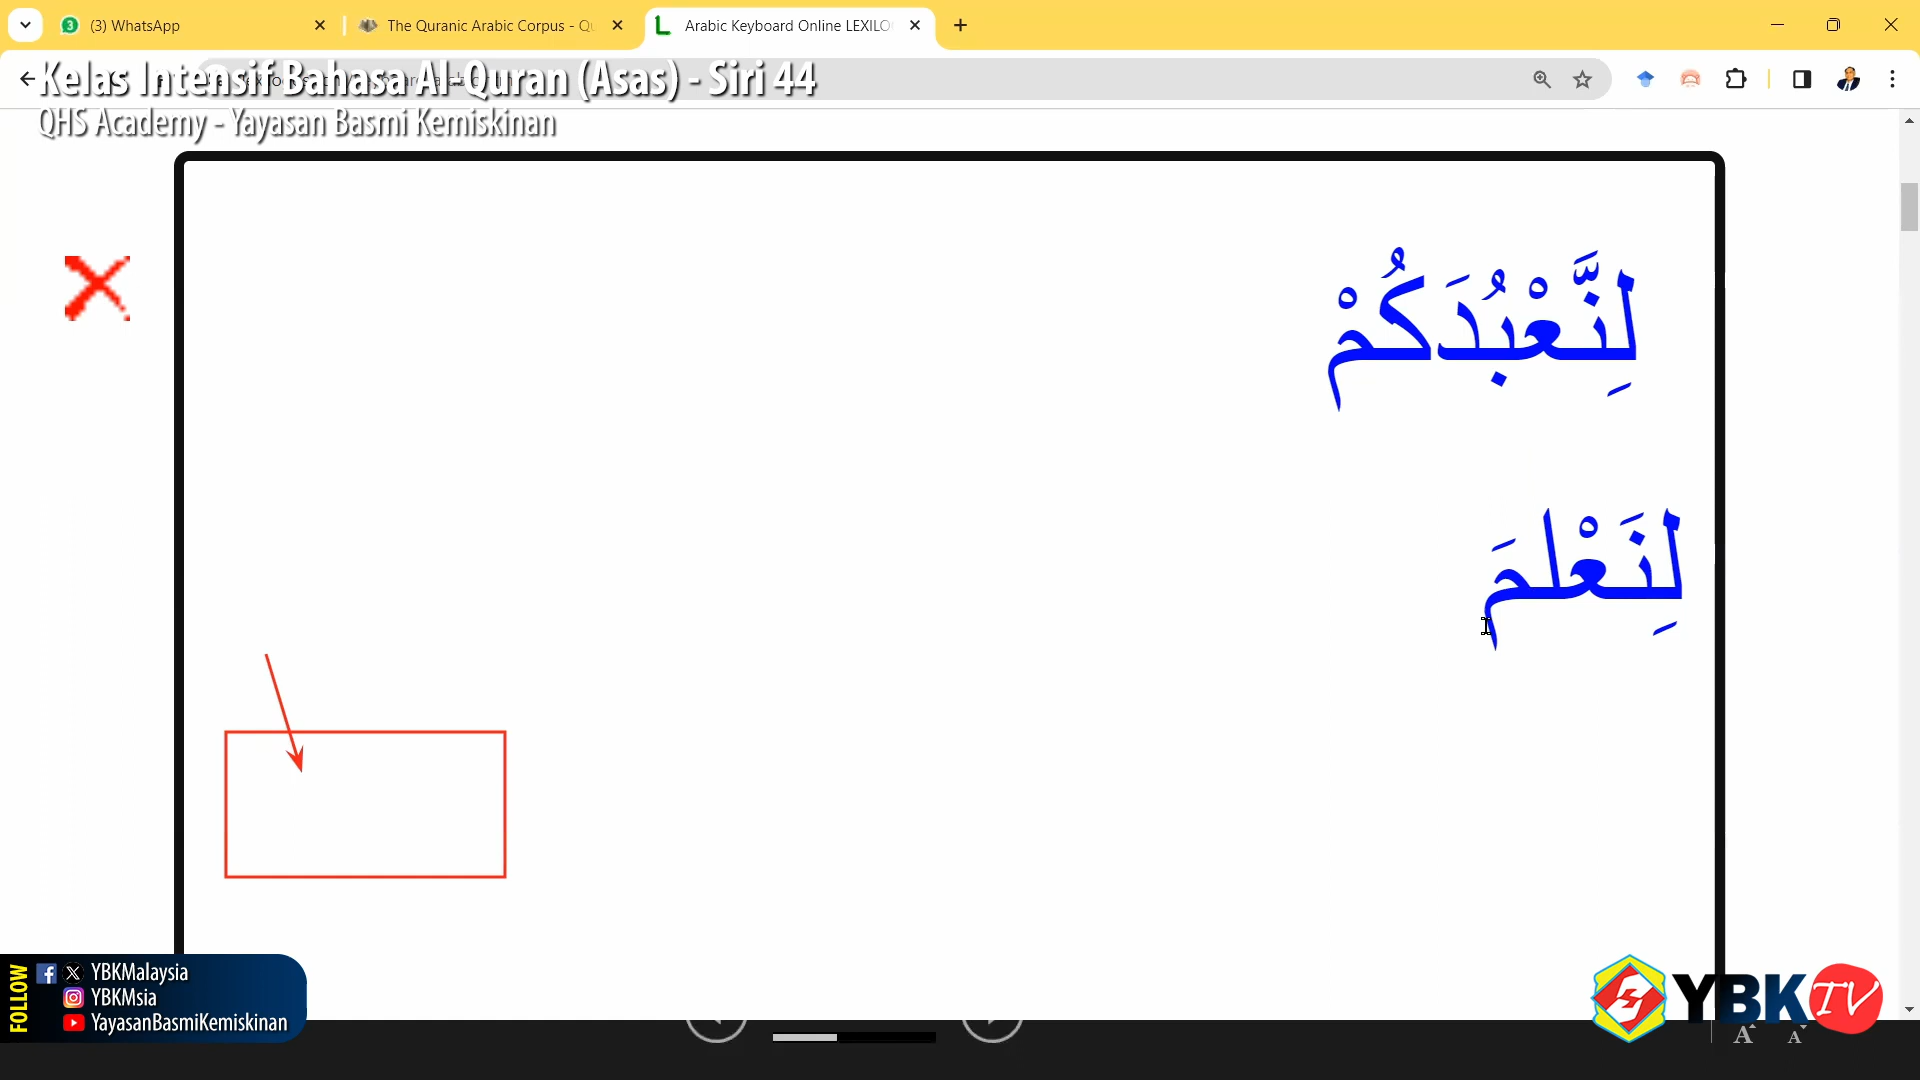 (3) WhatsApp
The Quranic Arabic Corpus - Qu
Arabic Keyboard Online LEXILO
Kelas Intensif Bahasa Al-Quran (Asas) - Siri 44
QHS Academy - Yayasan Basmi Kemiskinan
لِنَّعْبُدَكُمْ
لِنَعْلَمَ
FOLLOW
YBKMalaysia
YBKMsia
YayasanBasmiKemiskinan
YBK TV
A A